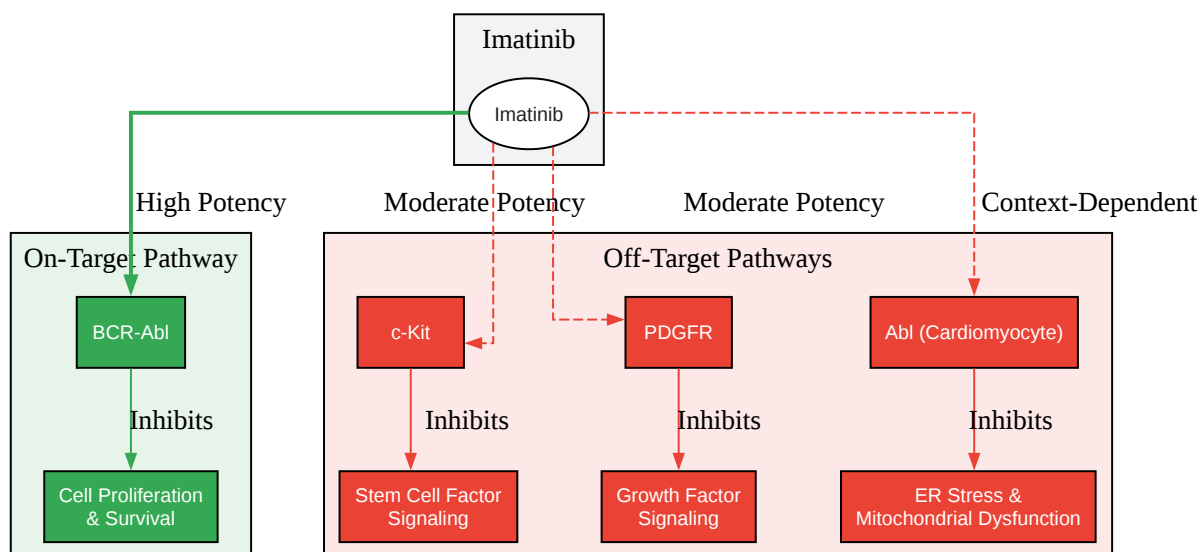 Imatinib
Imatinib
High Potency
Moderate Potency
Moderate Potency
Context-Dependent
On-Target Pathway
Off-Target Pathways
BCR-Abl
c-Kit
PDGFR
Abl (Cardiomyocyte)
Inhibits
Inhibits
Inhibits
Inhibits
Cell Proliferation
& Survival
Stem Cell Factor
Signaling
Growth Factor
Signaling
ER Stress &
Mitochondrial Dysfunction